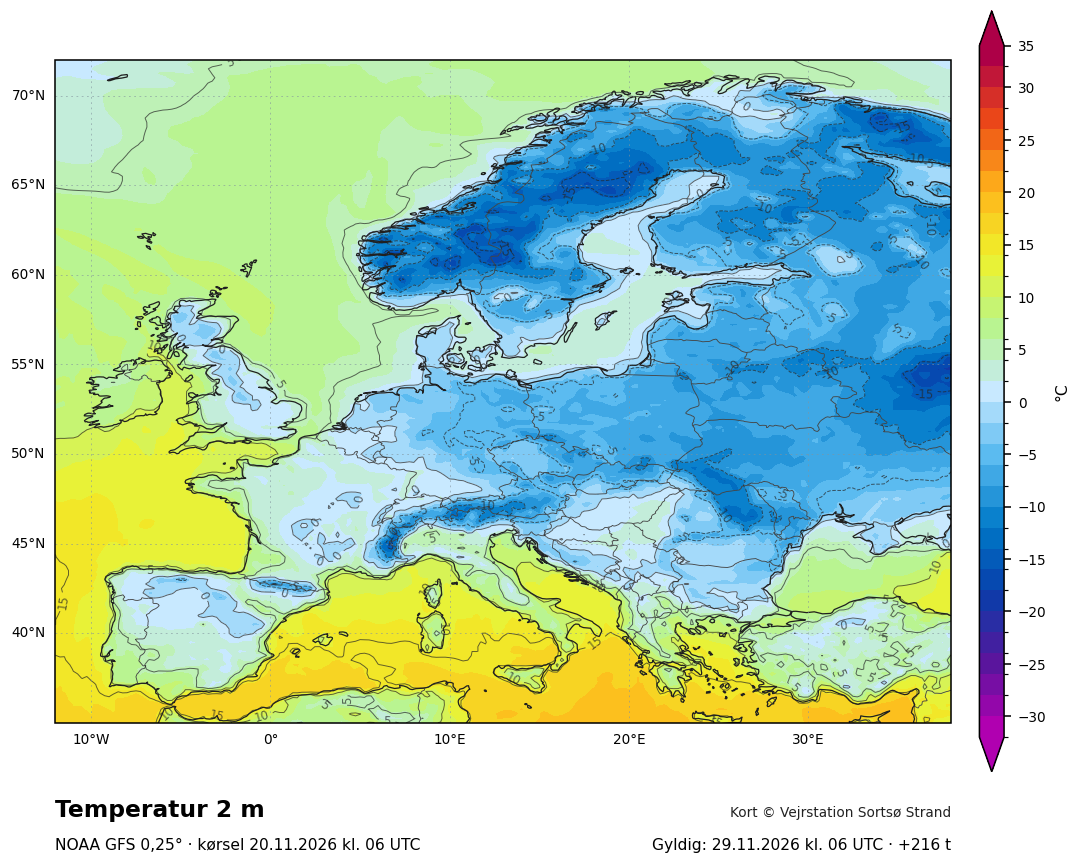 35
30
25
20
15
10
5
0
−5
−10
−15
−20
−25
−30
°C
70°N
65°N
60°N
55°N
50°N
45°N
40°N
10°W
0°
10°E
20°E
30°E
Temperatur 2 m
Kort © Vejrstation Sortsø Strand
NOAA GFS 0,25° · kørsel 20.11.2026 kl. 06 UTC
Gyldig: 29.11.2026 kl. 06 UTC · +216 t